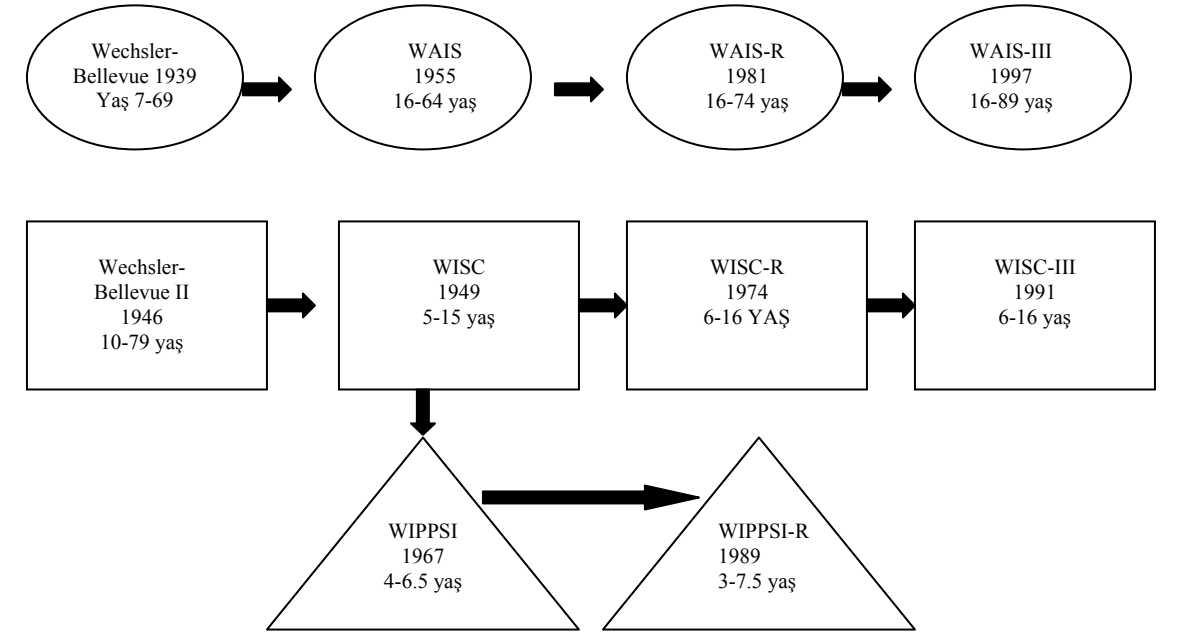 Wechsler-
Bellevue 1939
Yaş 7-69
WAIS
1955
16-64 yaş
WAIS-R
1981
16-74 yaş
WAIS-III
1997
16-89 yaş
Wechsler-
Bellevue II
1946
10-79 yaş
WISC
1949
5-15 yaş
WISC-R
1974
6-16 YAŞ
WISC-III
1991
6-16 yaş
WIPPSI
1967
4-6.5 yaş
WIPPSI-R
1989
3-7.5 yaş